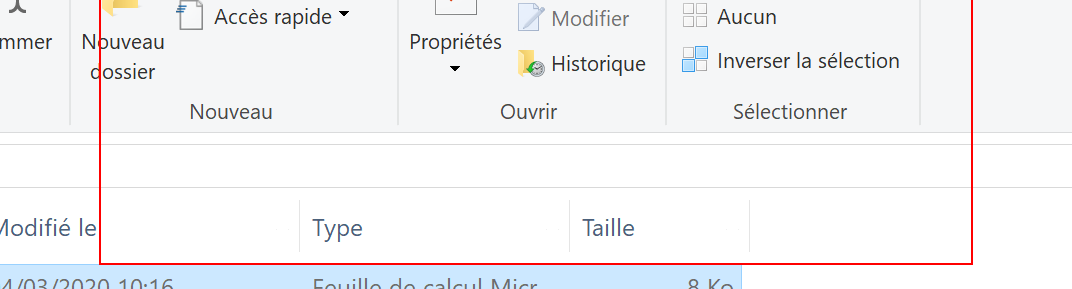 Accès rapide
Modifier
Aucun
mmer
Nouveau
dossier
Propriétés
Historique
Inverser la sélection
Nouveau
Ouvrir
Sélectionner
Modifié le
Type
Taille
4/03/2020 10:16
Feuille de calcul Micr
8 Ko